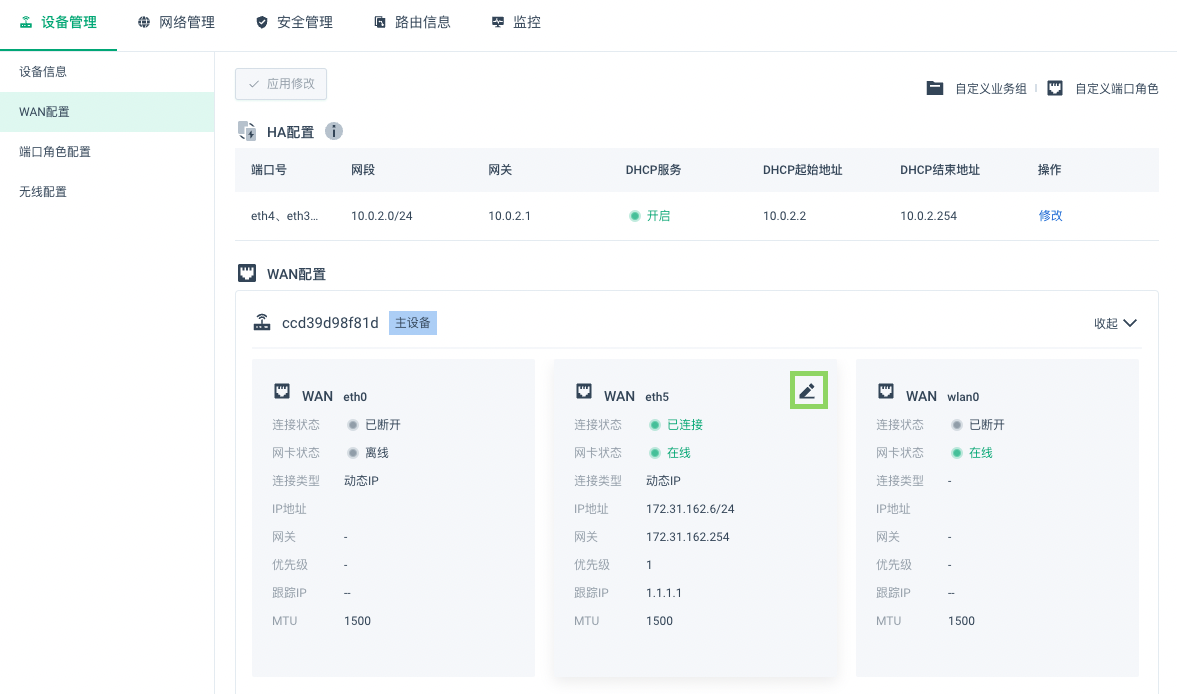 设备管理 网络管理 安全管理 路由信息 监控
设备信息
WAN配置
端口角色配置
无线配置
应用修改
自定义业务组 自定义端口角色
HA配置
端口号 网段 网关 DHCP服务 DHCP起始地址 DHCP结束地址 操作
eth4、eth3... 10.0.2.0/24 10.0.2.1 开启 10.0.2.2 10.0.2.254 修改
WAN配置
ccd39d98f81d 主设备 收起
WAN eth0
连接状态 已断开
网卡状态 离线
连接类型 动态IP
IP地址
网关 -
优先级 -
跟踪IP --
MTU 1500
WAN eth5
连接状态 已连接
网卡状态 在线
连接类型 动态IP
IP地址 172.31.162.6/24
网关 172.31.162.254
优先级 1
跟踪IP 1.1.1.1
MTU 1500
WAN wlan0
连接状态 已断开
网卡状态 在线
连接类型 -
IP地址
网关 -
优先级 -
跟踪IP --
MTU 1500